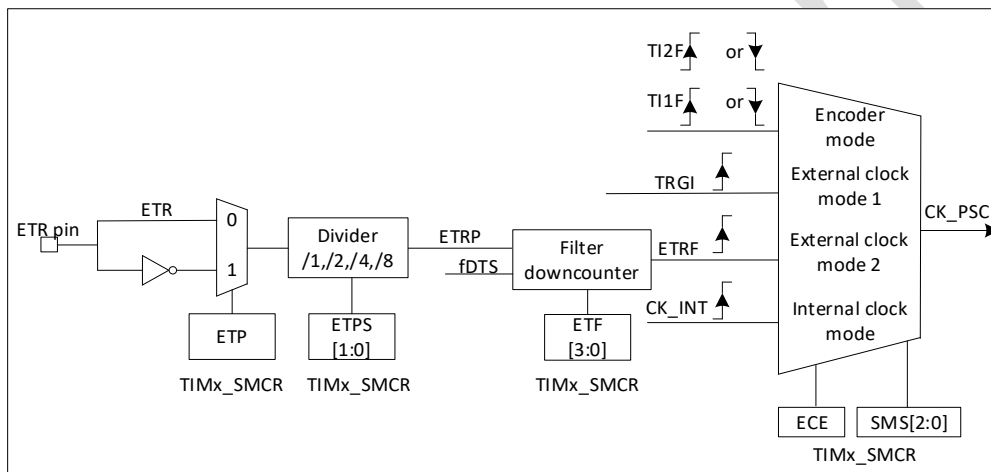 TI2F or
TI1F or
Encoder
mode
TRGI
External clock
mode 1
CK_PSC
ETR pin
ETR
0
1
Divider
/1,/2,/4,/8
ETRP
fDTS
Filter
downcounter
ETRF
External clock
mode 2
CK_INT
Internal clock
mode
ETP
ETPS
[1:0]
ETF
[3:0]
TIMx_SMCR
TIMx_SMCR
TIMx_SMCR
ECE
SMS[2:0]
TIMx_SMCR